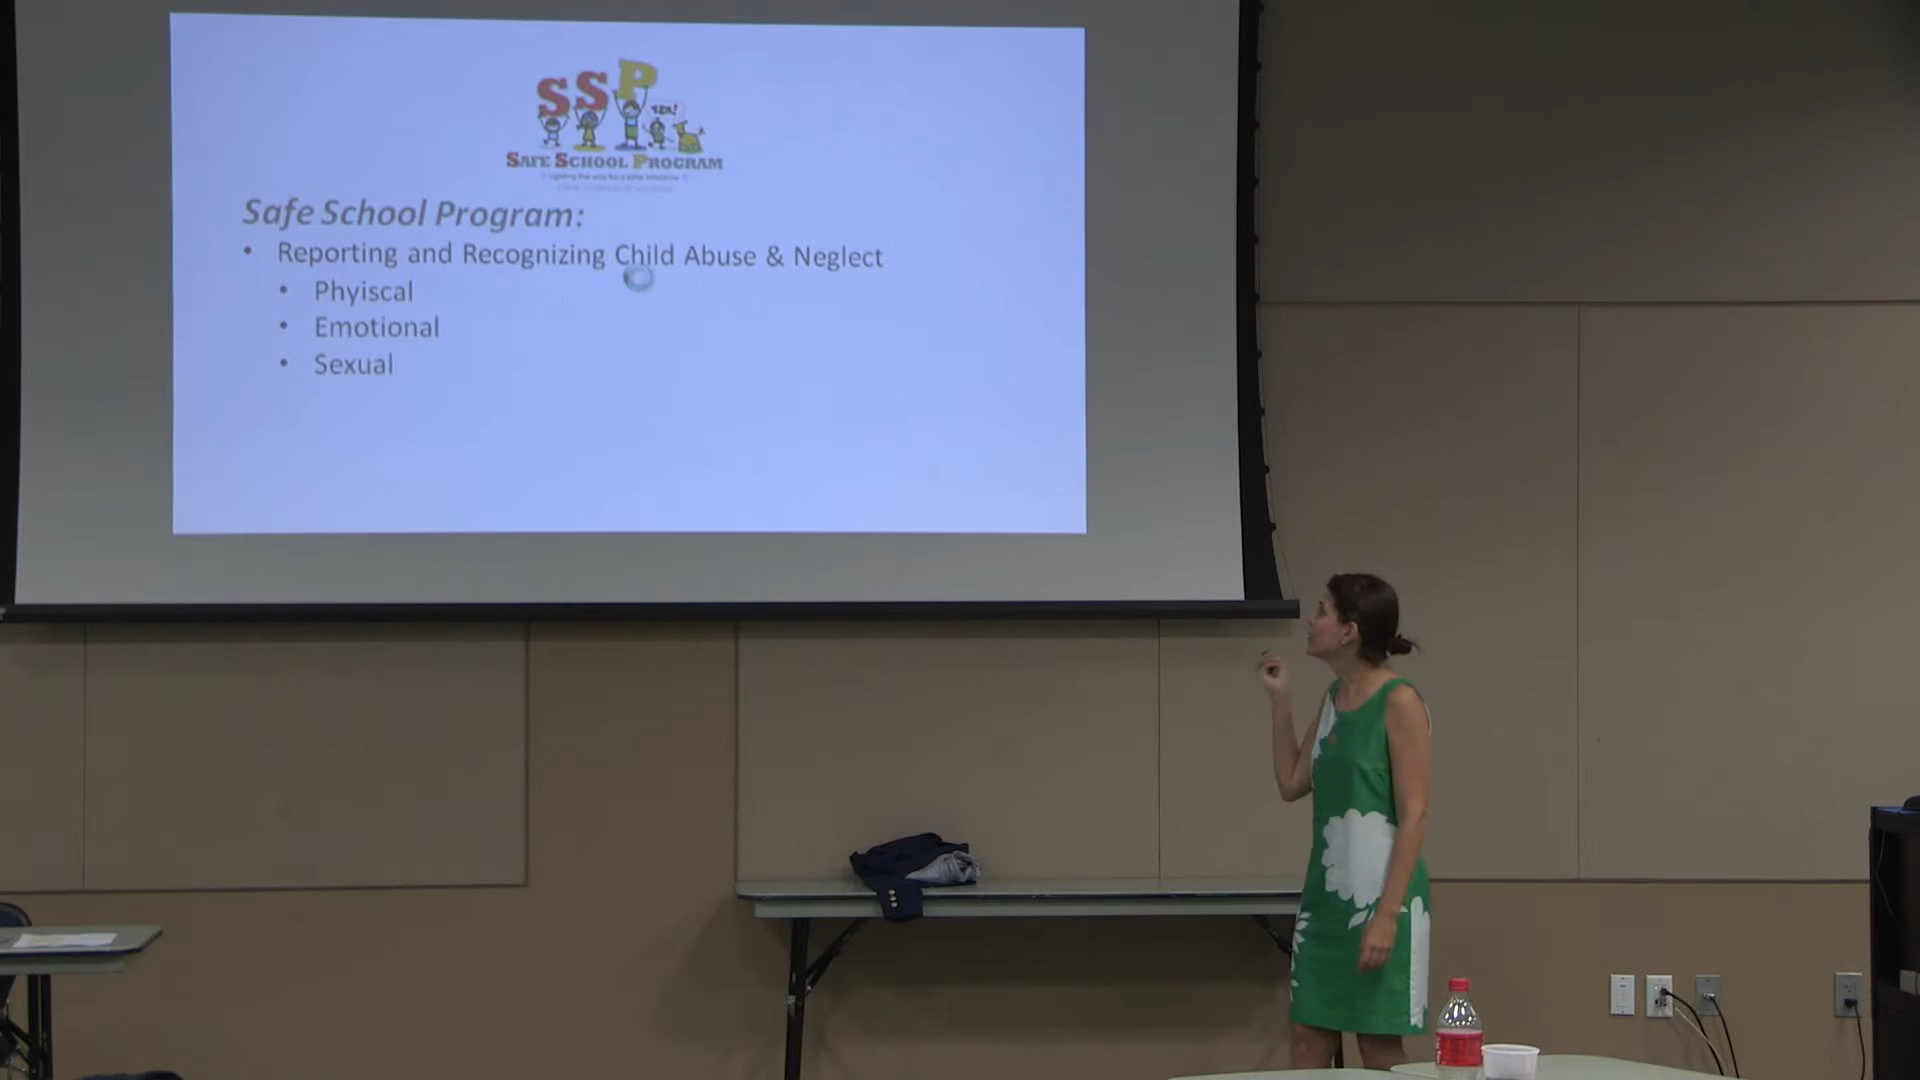 SSP
SAFE SCHOOL PROGRAM
Safe School Program:
• Reporting and Recognizing Child Abuse & Neglect
• Phyiscal
• Emotional
• Sexual